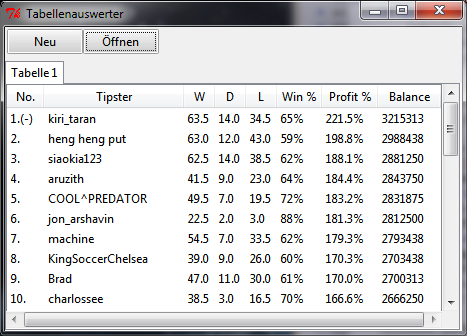 Tabellenauswerter
Neu Öffnen
Tabelle 1
No. Tipster W D L Win % Profit % Balance
1.(-) kiri_taran 63.5 14.0 34.5 65% 221.5% 3215313
2. heng heng put 63.0 12.0 43.0 59% 198.8% 2988438
3. siaokia123 62.5 14.0 38.5 62% 188.1% 2881250
4. aruzith 41.5 9.0 23.0 64% 184.4% 2843750
5. COOL^PREDATOR 49.5 7.0 19.5 72% 183.2% 2831875
6. jon_arshavin 22.5 2.0 3.0 88% 181.3% 2812500
7. machine 54.5 7.0 33.5 62% 179.3% 2793438
8. KingSoccerChelsea 39.0 9.0 26.0 60% 170.3% 2703438
9. Brad 47.0 11.0 30.0 61% 170.0% 2700313
10. charlossee 38.5 3.0 16.5 70% 166.6% 2666250